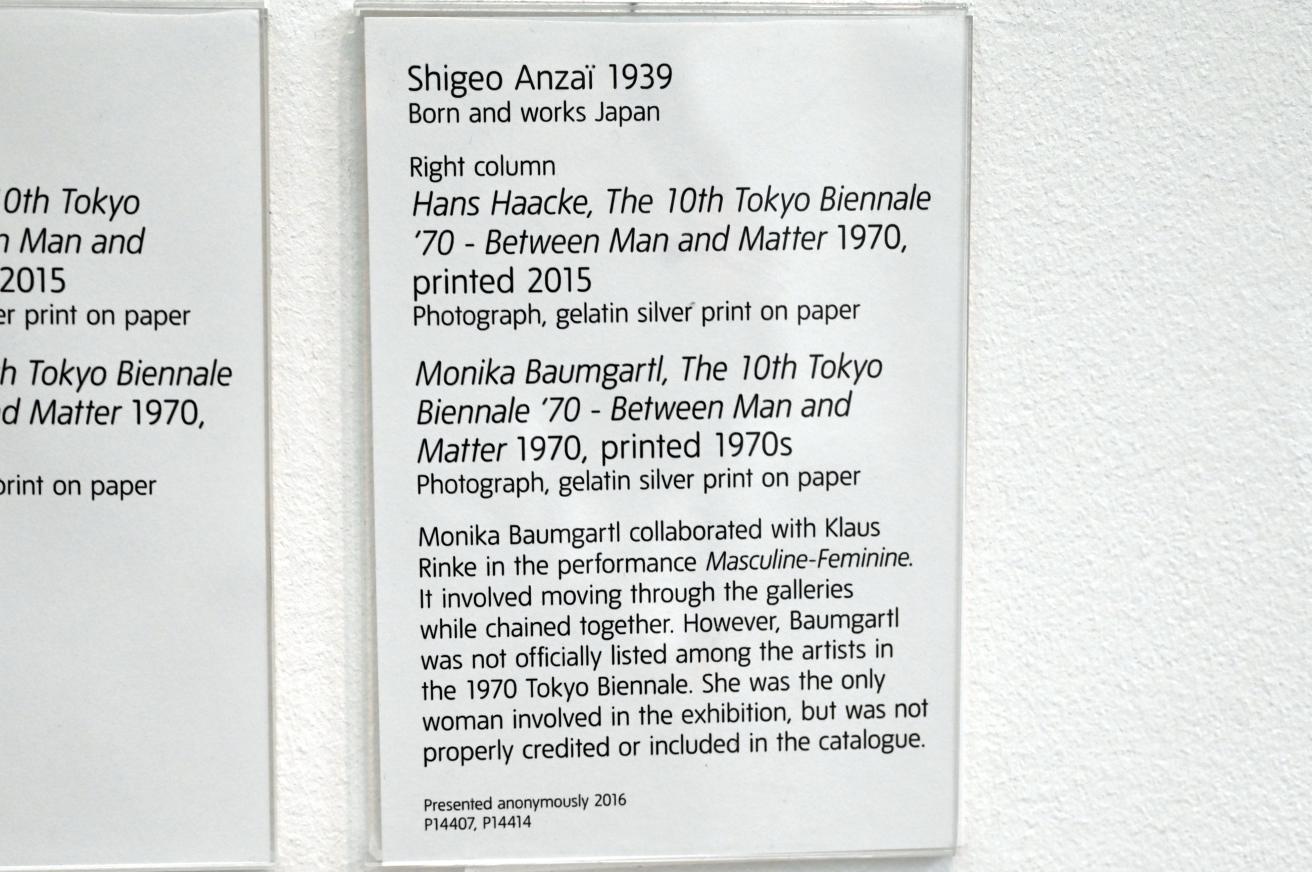 0th Tokyo
Man and
2015
print on paper
Tokyo Biennale
Matter 1970,
print on paper
Shigeo Anzaï 1939
Born and works Japan
Right column
Hans Haacke, The 10th Tokyo Biennale
’70 - Between Man and Matter 1970,
printed 2015
Photograph, gelatin silver print on paper
Monika Baumgartl, The 10th Tokyo
Biennale ’70 - Between Man and
Matter 1970, printed 1970s
Photograph, gelatin silver print on paper
Monika Baumgartl collaborated with Klaus
Rinke in the performance Masculine-Feminine.
It involved moving through the galleries
while chained together. However, Baumgartl
was not officially listed among the artists in
the 1970 Tokyo Biennale. She was the only
woman involved in the exhibition, but was not
properly credited or included in the catalogue.
Presented anonymously 2016
P14407, P14414